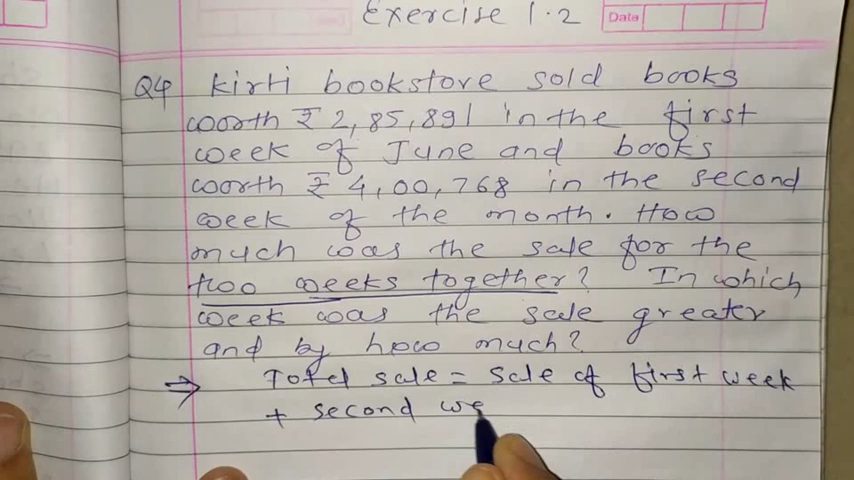 Exercise 1.2
Date
Q4 Kirti bookstore sold books
worth ₹ 2,85,891 in the first
week of June and books
worth ₹ 4,00,768 in the second
week of the month. How
much was the sale for the
two weeks together? In which
week was the sale greater
and by how much?
⇒ Total sale = sale of first week
+ second we